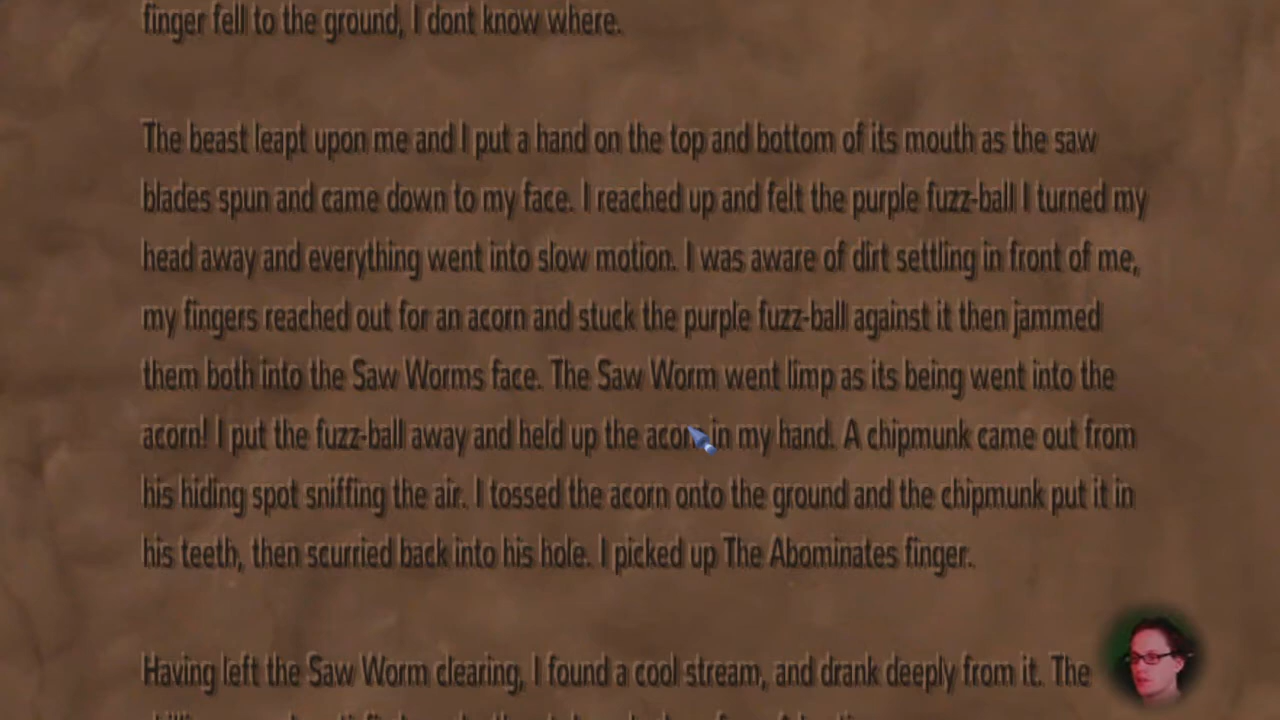 finger fell to the ground, I dont know where.
The beast leapt upon me and I put a hand on the top and bottom of its mouth as the saw
blades spun and came down to my face. I reached up and felt the purple fuzz-ball I turned my
head away and everything went into slow motion. I was aware of dirt settling in front of me,
my fingers reached out for an acorn and stuck the purple fuzz-ball against it then jammed
them both into the Saw Worms face. The Saw Worm went limp as its being went into the
acorn! I put the fuzz-ball away and held up the acorn in my hand. A chipmunk came out from
his hiding spot sniffing the air. I tossed the acorn onto the ground and the chipmunk put it in
his teeth, then scurried back into his hole. I picked up The Abominates finger.
Having left the Saw Worm clearing, I found a cool stream, and drank deeply from it. The